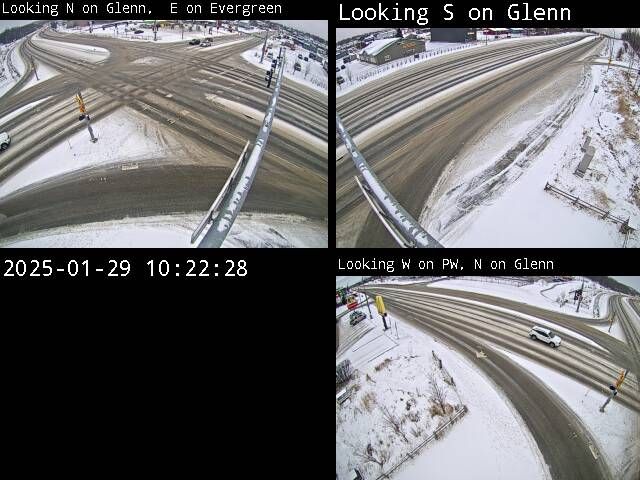 Looking N on Glenn,  E on Evergreen
Looking S on Glenn
2025-01-29 10:22:28
Looking W on PW, N on Glenn